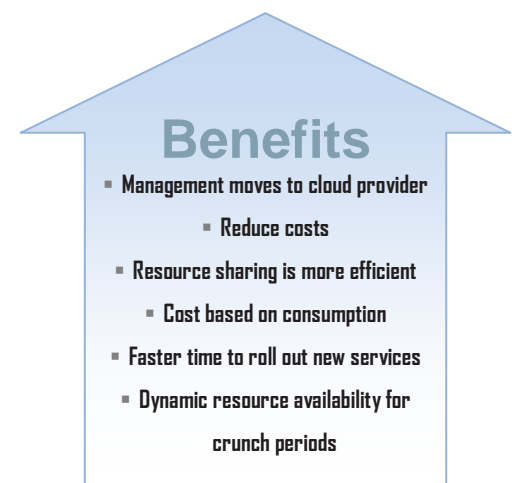 Benefits
▪ Management moves to cloud provider
▪ Reduce costs
▪ Resource sharing is more efficient
▪ Cost based on consumption
▪ Faster time to roll out new services
▪ Dynamic resource availability for
crunch periods